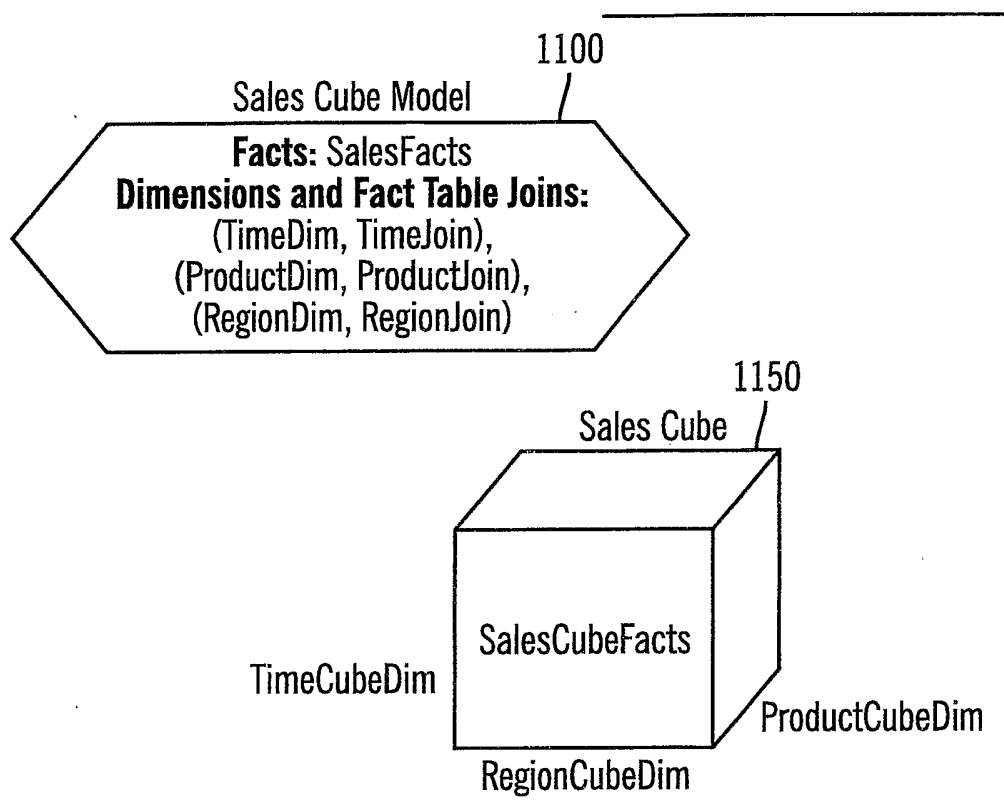 1100
Sales Cube Model
Facts: SalesFacts
Dimensions and Fact Table Joins:
(TimeDim, TimeJoin),
(ProductDim, ProductJoin),
(RegionDim, RegionJoin)
1150
Sales Cube
SalesCubeFacts
TimeCubeDim
ProductCubeDim
RegionCubeDim